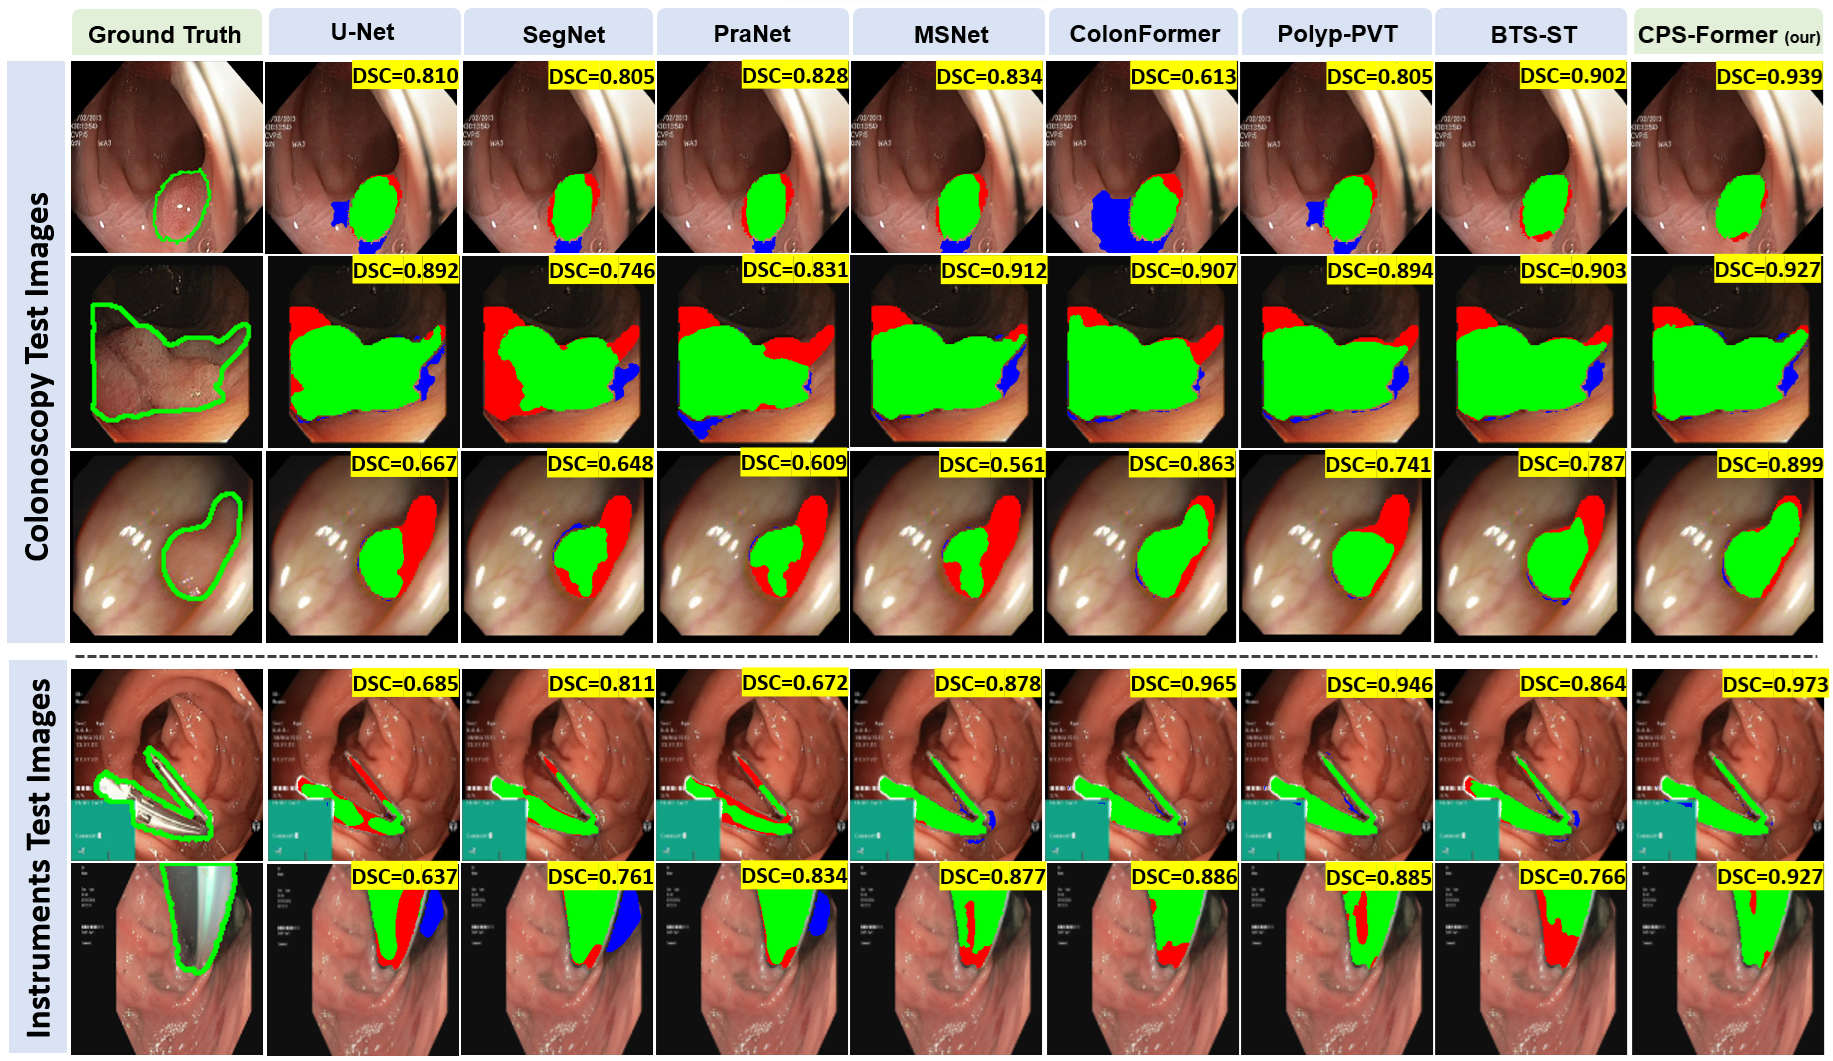 Ground Truth
U-Net
SegNet
PraNet
MSNet
ColonFormer
Polyp-PVT
BTS-ST
CPS-Former (our)
Colonoscopy Test Images
DSC=0.810
DSC=0.805
DSC=0.828
DSC=0.834
DSC=0.613
DSC=0.805
DSC=0.902
DSC=0.939
DSC=0.892
DSC=0.746
DSC=0.831
DSC=0.912
DSC=0.907
DSC=0.894
DSC=0.903
DSC=0.927
DSC=0.667
DSC=0.648
DSC=0.609
DSC=0.561
DSC=0.863
DSC=0.741
DSC=0.787
DSC=0.899
Instruments Test Images
DSC=0.685
DSC=0.811
DSC=0.672
DSC=0.878
DSC=0.965
DSC=0.946
DSC=0.864
DSC=0.973
DSC=0.637
DSC=0.761
DSC=0.834
DSC=0.877
DSC=0.886
DSC=0.885
DSC=0.766
DSC=0.927